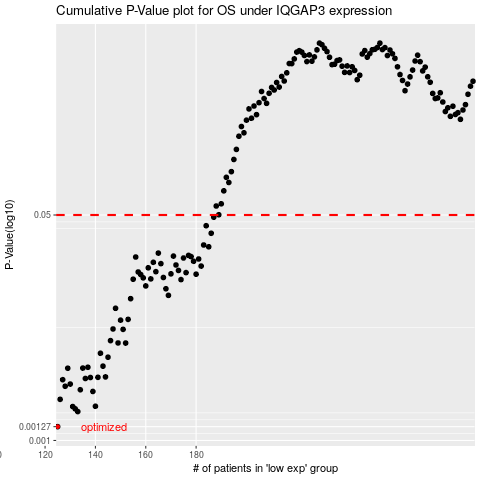 Cumulative P-Value plot for OS under IQGAP3 expression
P-Value(log10)
0.05
0.00127
0.001
optimized
0 120 140 160 180
# of patients in 'low exp' group